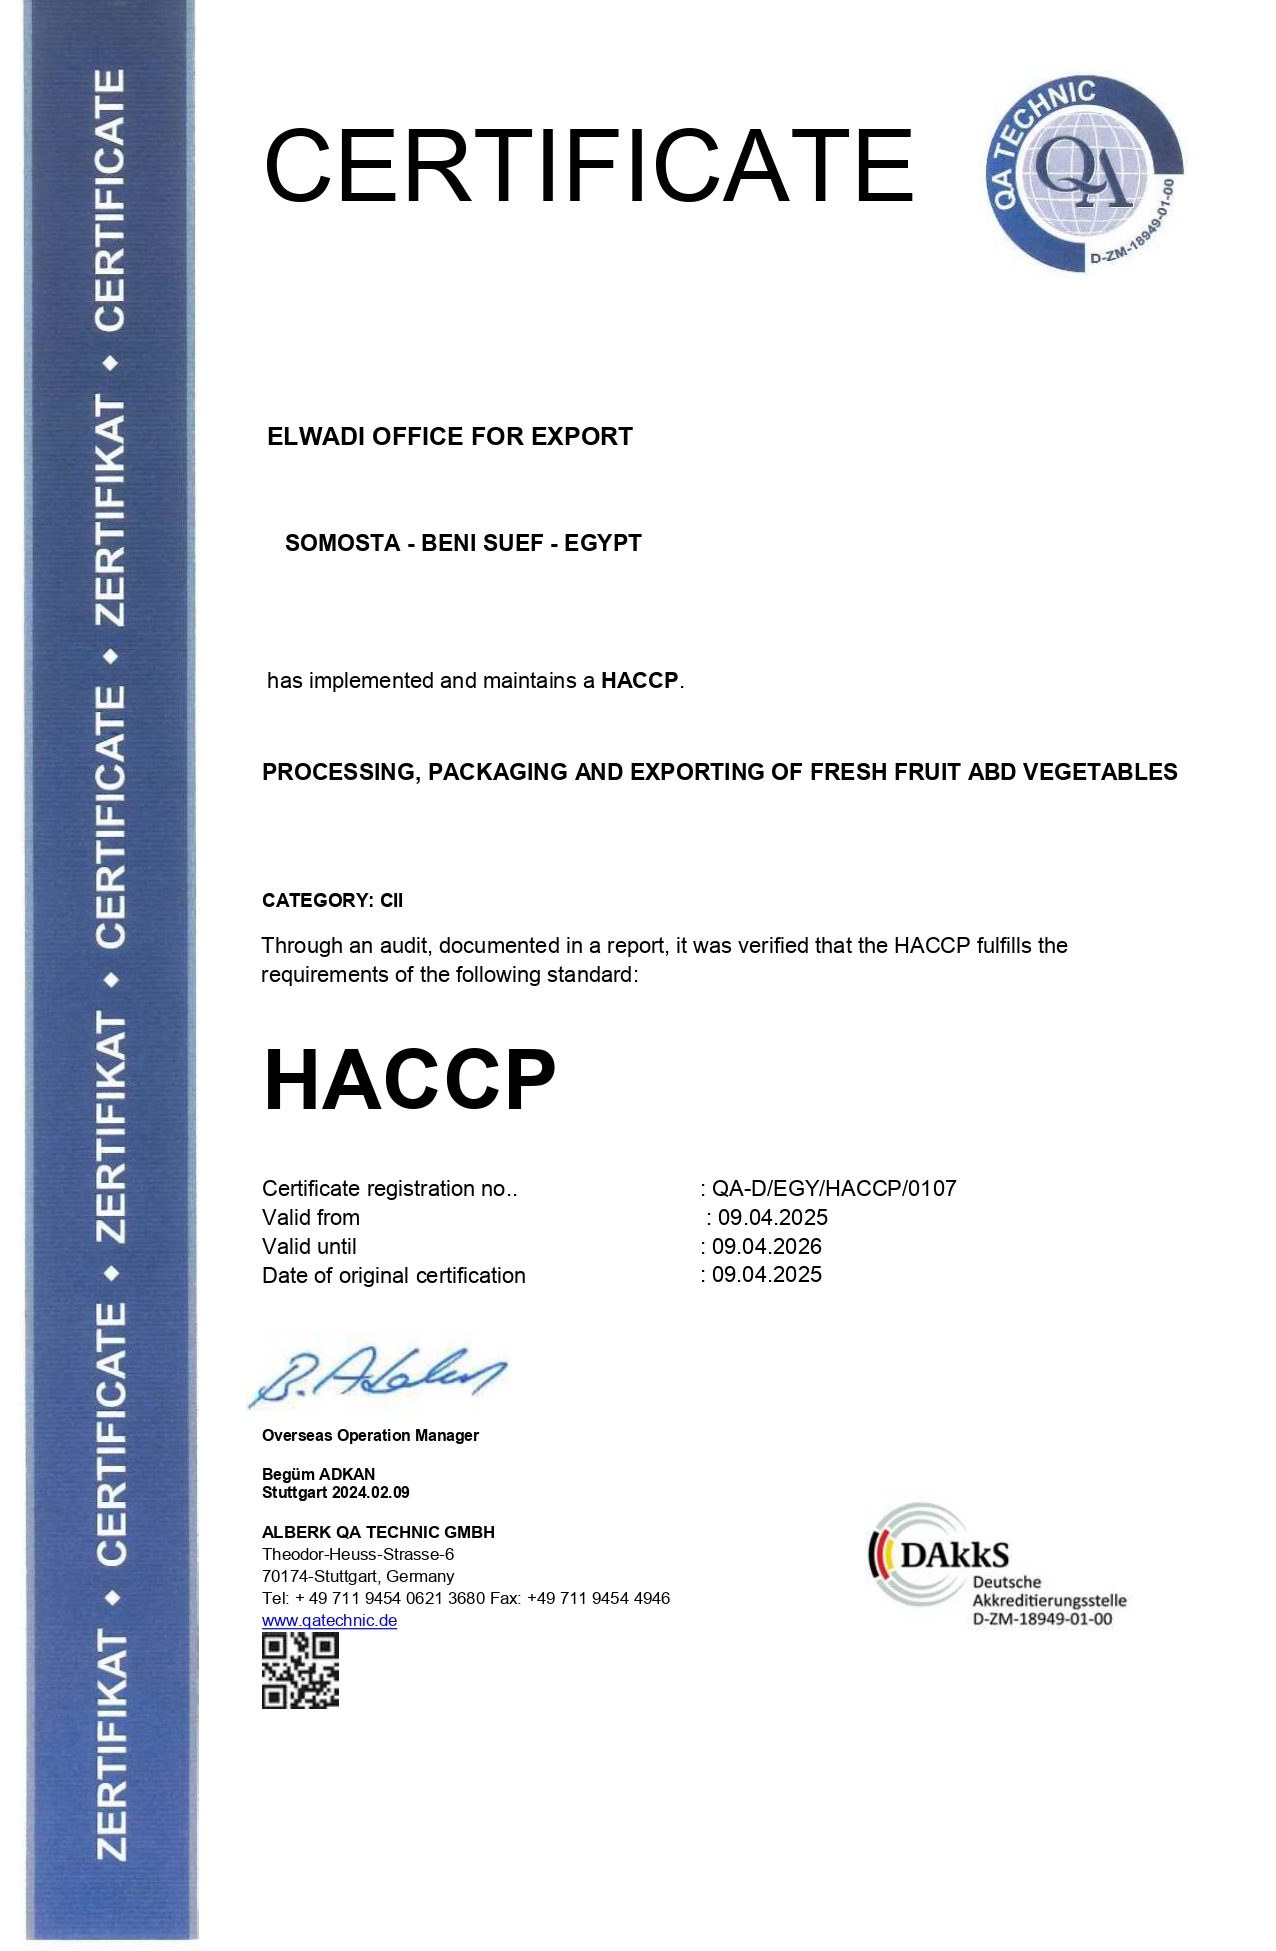 ZERTIFIKAT ◆ CERTIFICATE ◆ ZERTIFIKAT ◆ CERTIFICATE ◆ ZERTIFIKAT ◆ CERTIFICATE
CERTIFICATE
QA TECHNIC
QA
D-ZM-18949-01-00
ELWADI OFFICE FOR EXPORT
SOMOSTA - BENI SUEF - EGYPT
has implemented and maintains a HACCP.
PROCESSING, PACKAGING AND EXPORTING OF FRESH FRUIT ABD VEGETABLES
CATEGORY: CII
Through an audit, documented in a report, it was verified that the HACCP fulfills the
requirements of the following standard:
HACCP
Certificate registration no.. : QA-D/EGY/HACCP/0107
Valid from : 09.04.2025
Valid until : 09.04.2026
Date of original certification : 09.04.2025
B. Adkan
Overseas Operation Manager
Begüm ADKAN
Stuttgart 2024.02.09
ALBERK QA TECHNIC GMBH
Theodor-Heuss-Strasse-6
70174-Stuttgart, Germany
Tel: + 49 711 9454 0621 3680 Fax: +49 711 9454 4946
www.qatechnic.de
DAkkS
Deutsche
Akkreditierungsstelle
D-ZM-18949-01-00